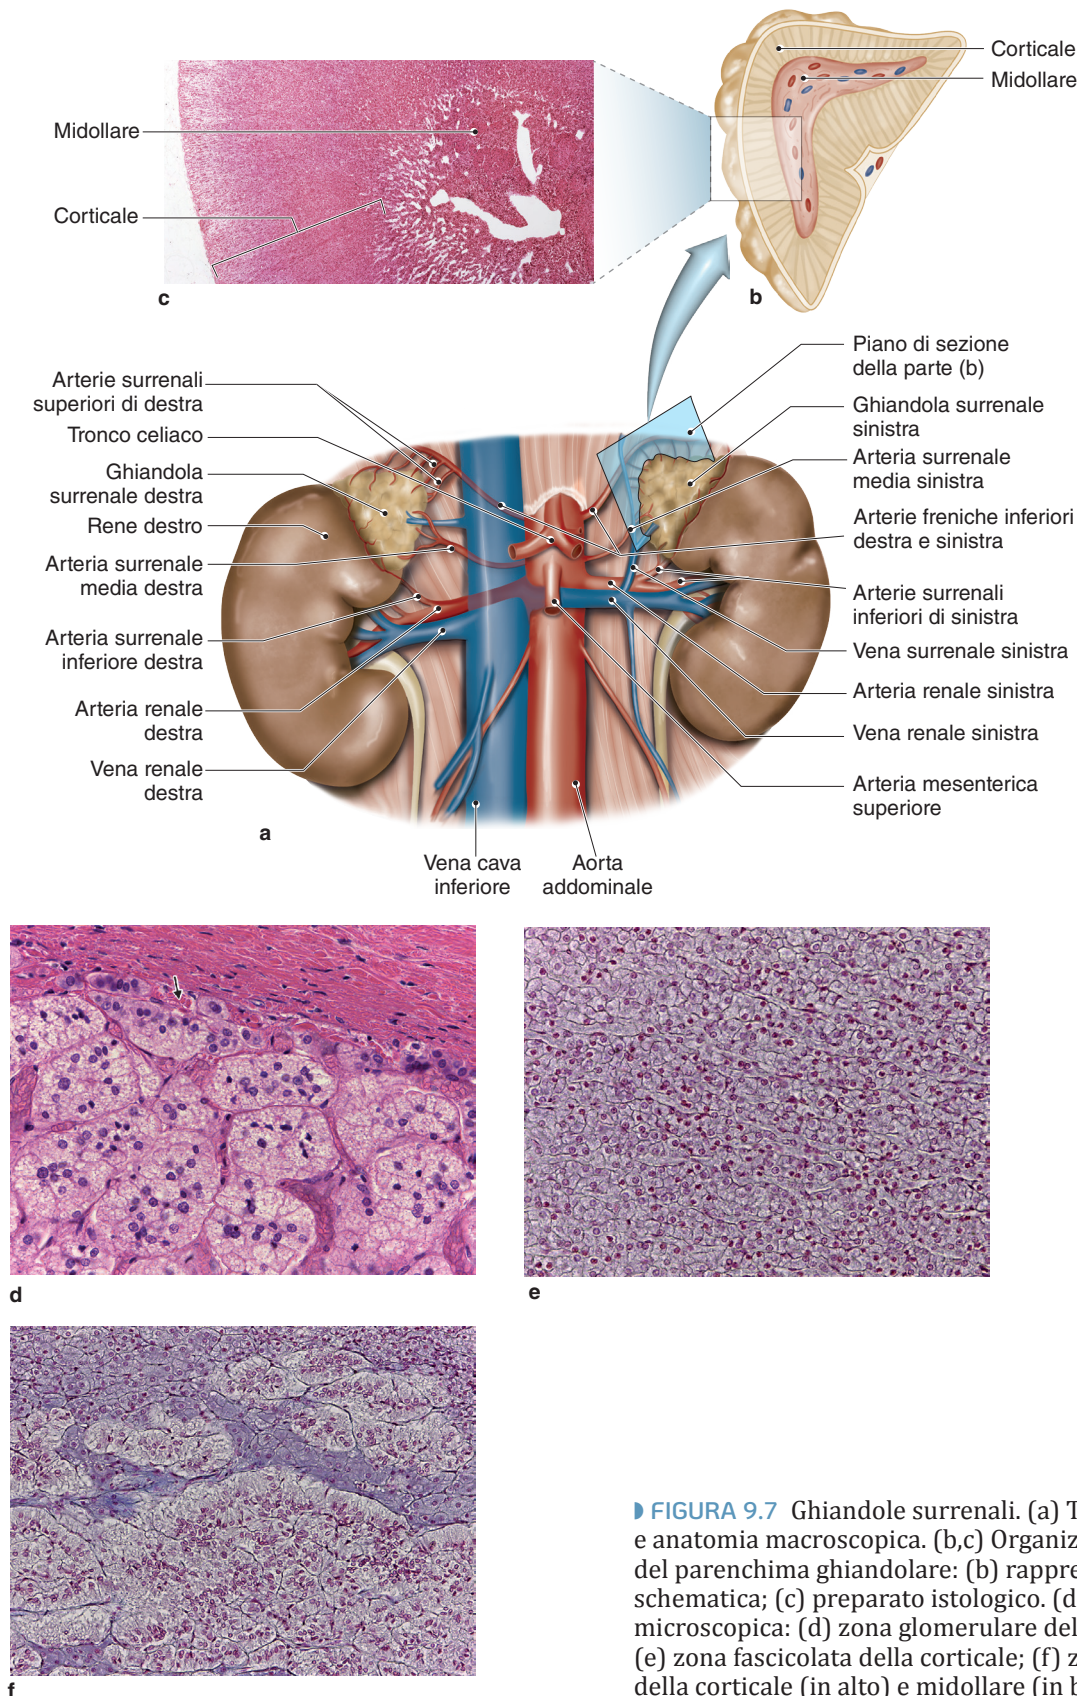 Corticale
Midollare
Midollare
Corticale
c
b
Arterie surrenali
superiori di destra
Tronco celiaco
Ghiandola
surrenale destra
Rene destro
Arteria surrenale
media destra
Arteria surrenale
inferiore destra
Arteria renale
destra
Vena renale
destra
Piano di sezione
della parte (b)
Ghiandola surrenale
sinistra
Arteria surrenale
media sinistra
Arterie freniche inferiori
destra e sinistra
Arterie surrenali
inferiori di sinistra
Vena surrenale sinistra
Arteria renale sinistra
Vena renale sinistra
Arteria mesenterica
superiore
a
Vena cava
inferiore
Aorta
addominale
d
e
f
FIGURA 9.7 Ghiandole surrenali. (a) T
e anatomia macroscopica. (b,c) Organiz
del parenchima ghiandolare: (b) rappre
schematica; (c) preparato istologico. (d
microscopica: (d) zona glomerulare del
(e) zona fascicolata della corticale; (f) z
della corticale (in alto) e midollare (in b